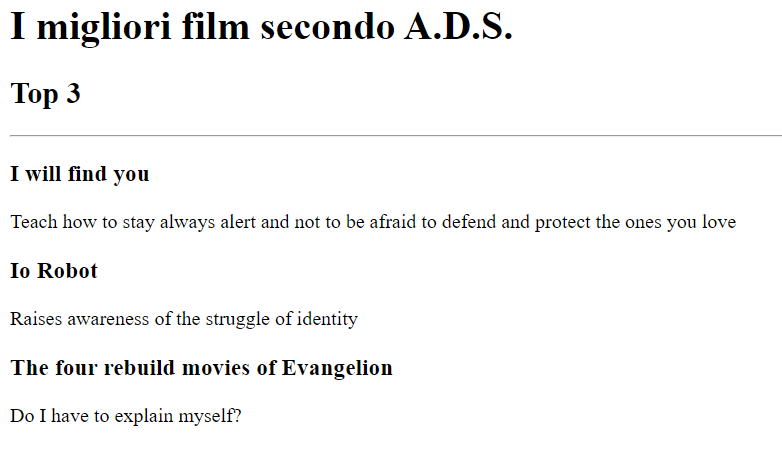 I migliori film secondo A.D.S.
Top 3
I will find you
Teach how to stay always alert and not to be afraid to defend and protect the ones you love
Io Robot
Raises awareness of the struggle of identity
The four rebuild movies of Evangelion
Do I have to explain myself?